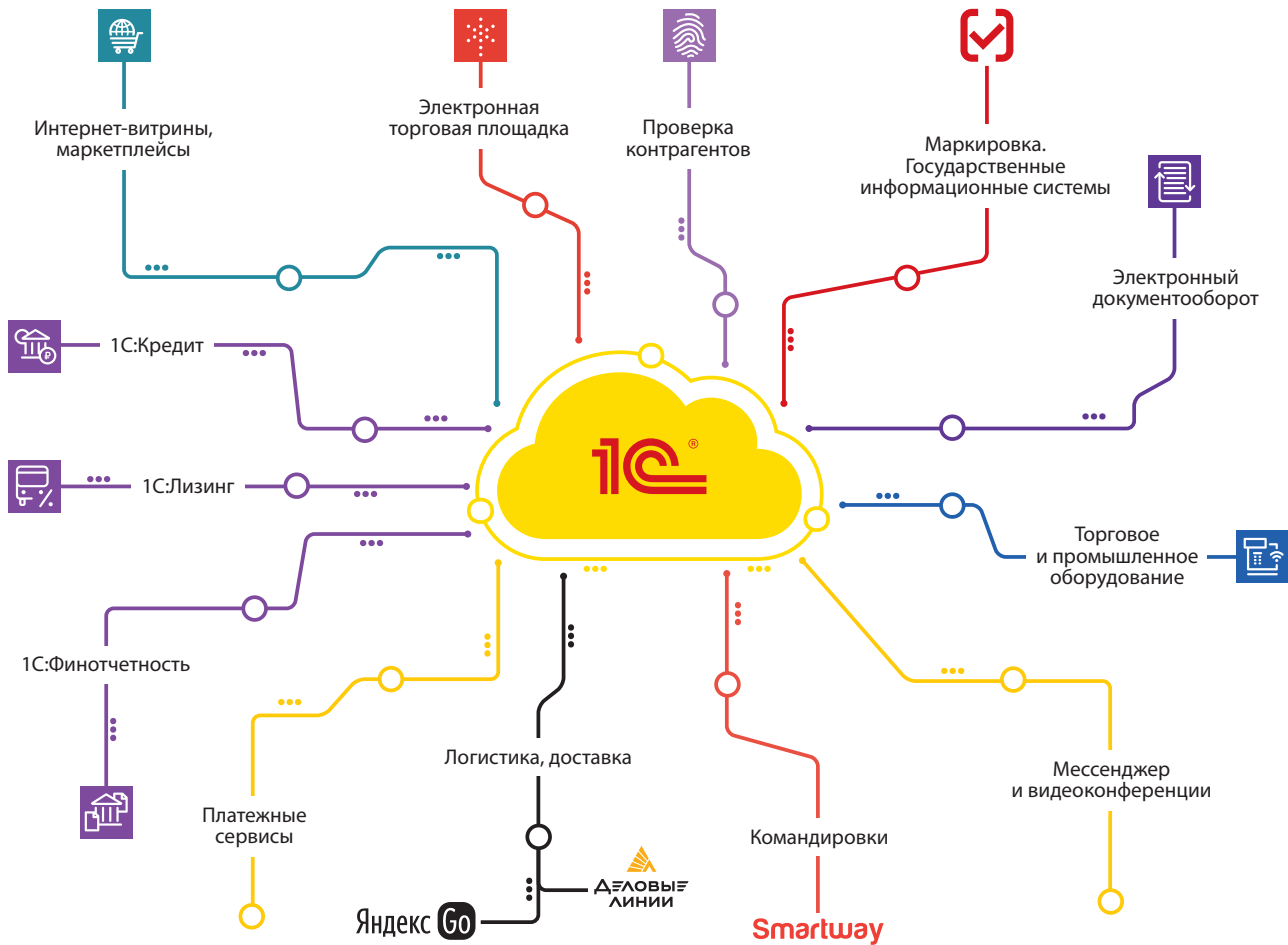 Интернет-витрины,
маркетплейсы
Электронная
торговая площадка
Проверка
контрагентов
Маркировка.
Государственные
информационные системы
Электронный
документооборот
1С:Кредит
1С®
1С:Лизинг
Торговое
и промышленное
оборудование
1С:Финотчетность
Логистика, доставка
Мессенджер
и видеоконференции
Платежные
сервисы
Командировки
ДЕЛОВЫЕ
ЛИНИИ
Яндекс Go
Smartway